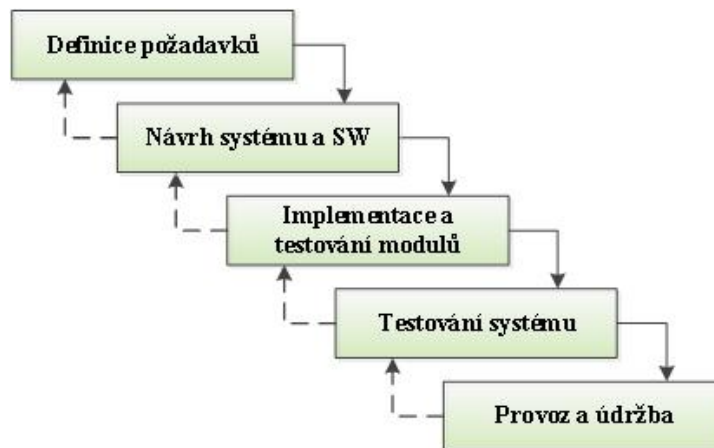 Definice požadavků
Návrh systému a SW
Implementace a
testování modulů
Testování systému
Provoz a údržba